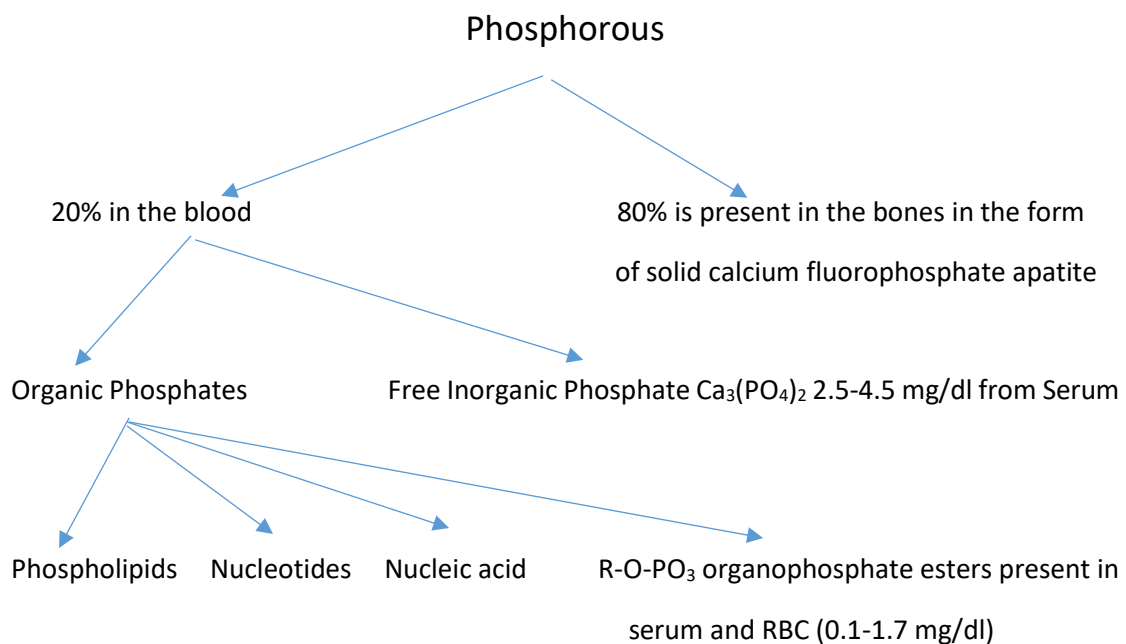 Phosphorous
20% in the blood
80% is present in the bones in the form
of solid calcium fluorophosphate apatite
Organic Phosphates
Free Inorganic Phosphate Ca₃(PO₄)₂ 2.5-4.5 mg/dl from Serum
Phospholipids
Nucleotides
Nucleic acid
R-O-PO₃ organophosphate esters present in
serum and RBC (0.1-1.7 mg/dl)